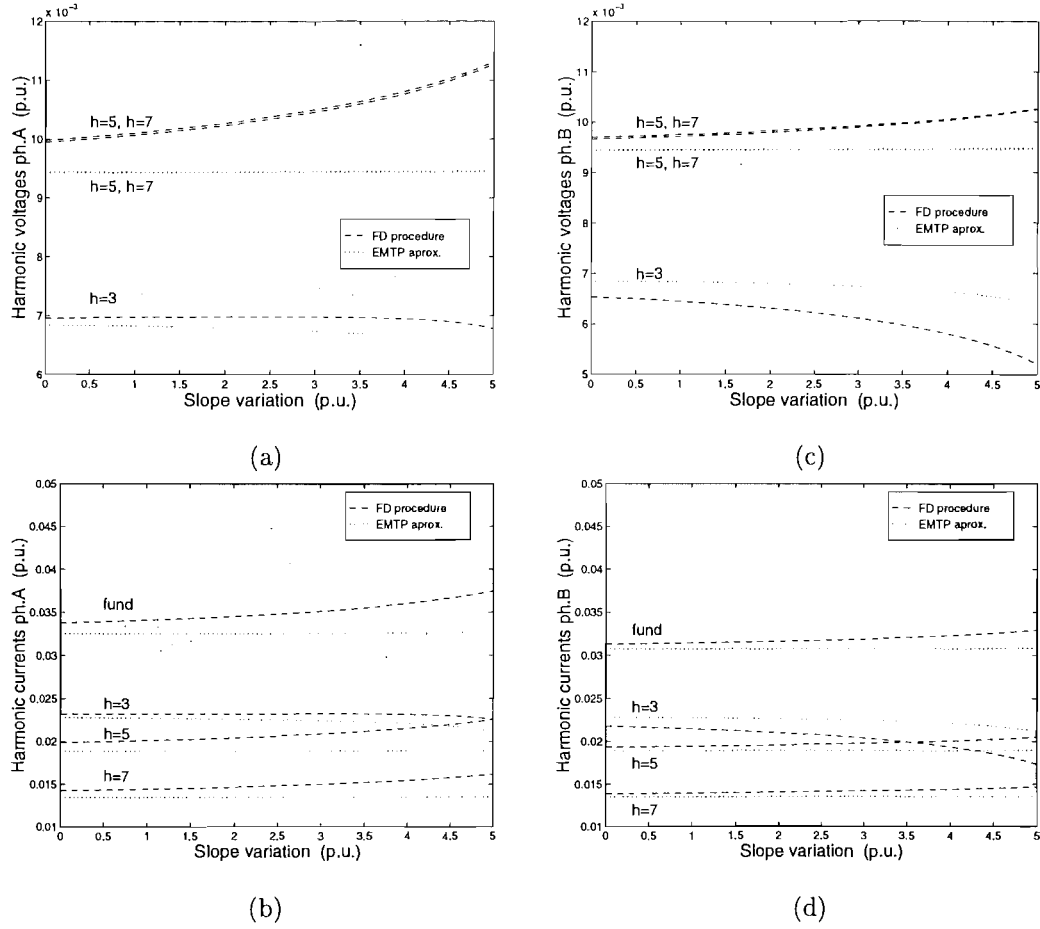 × 10⁻³
12
11
10
9
8
7
6
Harmonic voltages ph.A (p.u.)
h=5, h=7
h=5, h=7
h=3
FD procedure
EMTP aprox.
0 0.5 1 1.5 2 2.5 3 3.5 4 4.5 5
Slope variation (p.u.)
(a)
× 10⁻³
12
11
10
9
8
7
6
5
Harmonic voltages ph.B (p.u.)
h=5, h=7
h=5, h=7
h=3
FD procedure
EMTP aprox.
0 0.5 1 1.5 2 2.5 3 3.5 4 4.5 5
Slope variation (p.u.)
(c)
0.05
0.045
0.04
0.035
0.03
0.025
0.02
0.015
0.01
Harmonic currents ph.A (p.u.)
FD procedure
EMTP aprox.
fund
h=3
h=5
h=7
0 0.5 1 1.5 2 2.5 3 3.5 4 4.5 5
Slope variation (p.u.)
(b)
0.05
0.045
0.04
0.035
0.03
0.025
0.02
0.015
0.01
Harmonic currents ph.B (p.u.)
FD procedure
EMTP aprox.
fund
h=3
h=5
h=7
0 0.5 1 1.5 2 2.5 3 3.5 4 4.5 5
Slope variation (p.u.)
(d)